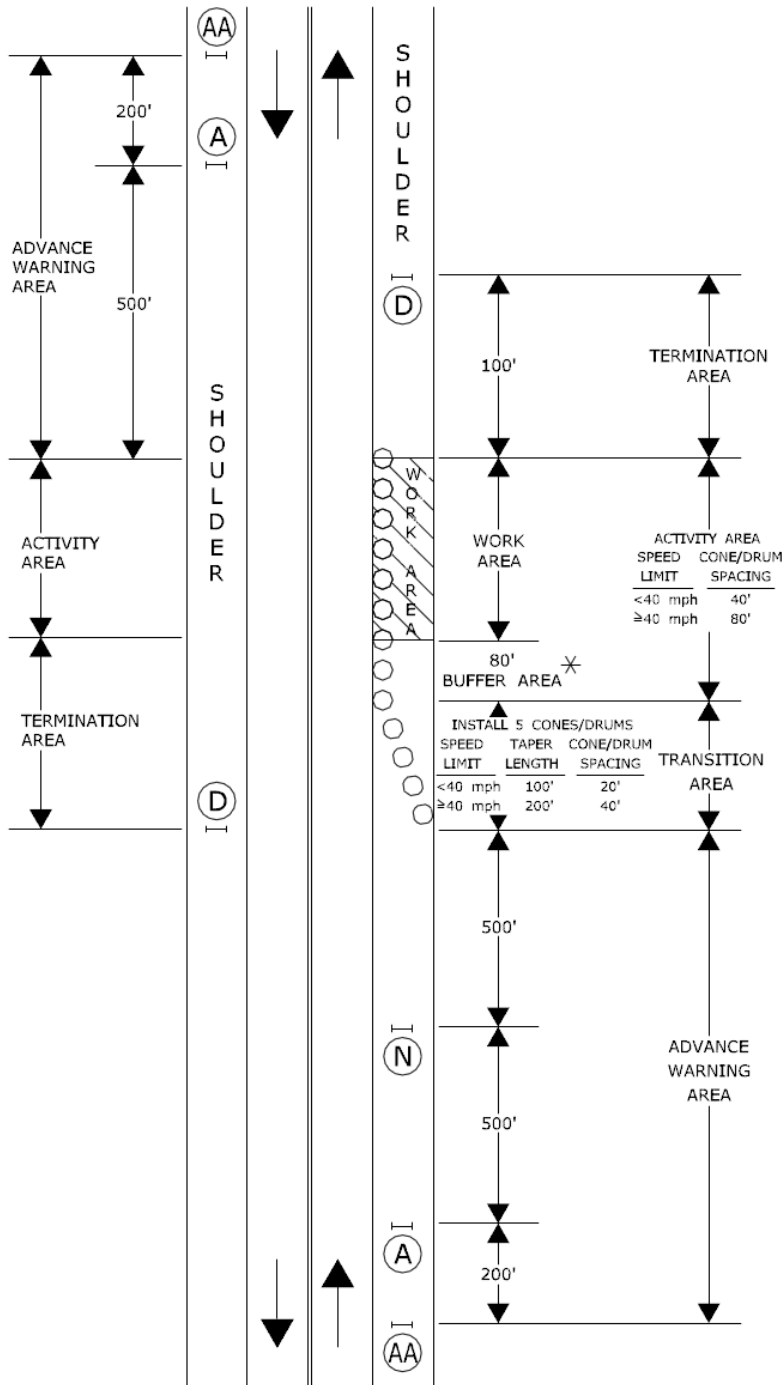 AA
200'
A
ADVANCE
WARNING
AREA
500'
SHOULDER
ACTIVITY
AREA
TERMINATION
AREA
D
SHOULDER
D
100'
TERMINATION
AREA
WORK AREA
WORK
AREA
ACTIVITY AREA
SPEED CONE/DRUM
LIMIT SPACING
<40 mph 40'
≥40 mph 80'
80'
BUFFER AREA *
INSTALL 5 CONES/DRUMS
SPEED TAPER CONE/DRUM
LIMIT LENGTH SPACING
<40 mph 100' 20'
≥40 mph 200' 40'
TRANSITION
AREA
500'
N
500'
ADVANCE
WARNING
AREA
A
200'
AA